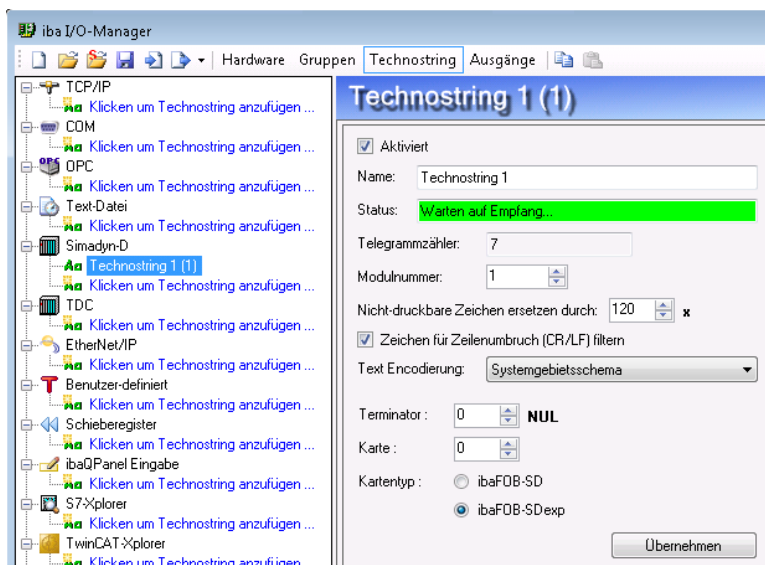 iba I/O-Manager
Hardware Gruppen Technostring Ausgänge
TCP/IP
Klicken um Technostring anzufügen ...
COM
Klicken um Technostring anzufügen ...
OPC
Klicken um Technostring anzufügen ...
Text-Datei
Klicken um Technostring anzufügen ...
Simadyn-D
Technostring 1 (1)
Klicken um Technostring anzufügen ...
TDC
Klicken um Technostring anzufügen ...
EtherNet/IP
Klicken um Technostring anzufügen ...
Benutzer-definiert
Klicken um Technostring anzufügen ...
Schieberegister
Klicken um Technostring anzufügen ...
ibaQPanel Eingabe
Klicken um Technostring anzufügen ...
S7-Xplorer
Klicken um Technostring anzufügen ...
TwinCAT-Xplorer
Klicken um Technostring anzufügen
Technostring 1 (1)
Aktiviert
Name: Technostring 1
Status: Warten auf Empfang...
Telegrammzähler: 7
Modulnummer: 1
Nicht-druckbare Zeichen ersetzen durch: 120 x
Zeichen für Zeilenumbruch (CR/LF) filtern
Text Encodierung: Systemgebietsschema
Terminator : 0 NUL
Karte : 0
Kartentyp : ibaFOB-SD
ibaFOB-SDexp
Übernehmen